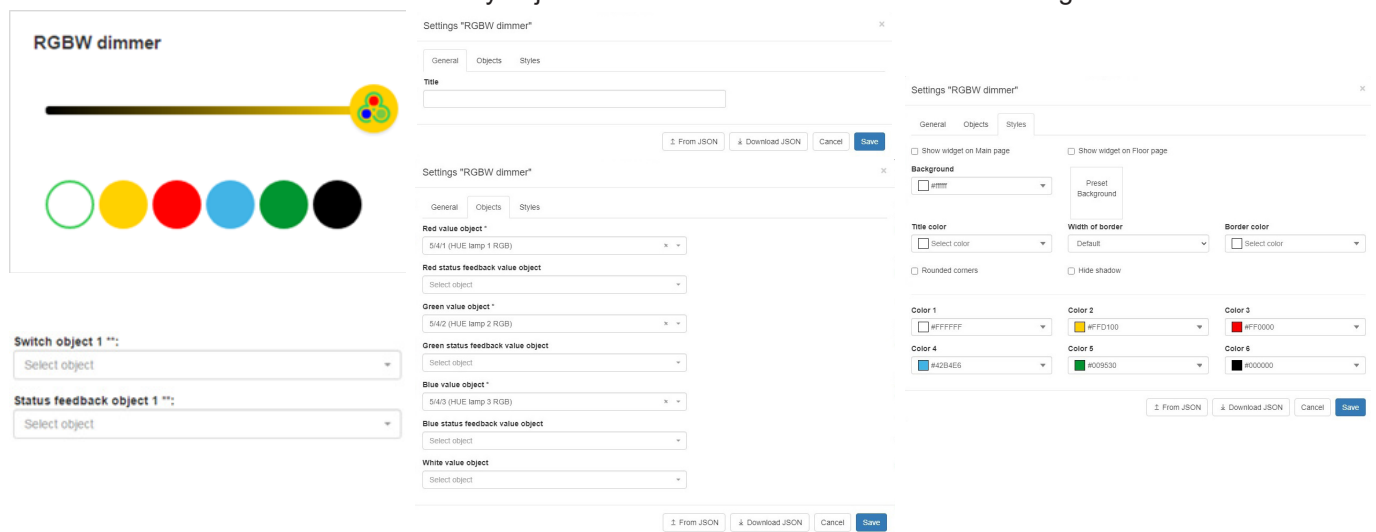 RGBW dimmer
Switch object 1 **:
Select object
Status feedback object 1 **:
Select object
Settings "RGBW dimmer"
×
General Objects Styles
Title
From JSON Download JSON Cancel Save
Settings "RGBW dimmer"
×
General Objects Styles
Red value object *
5/4/1 (HUE lamp 1 RGB) ×
Red status feedback value object
Select object
Green value object *
5/4/2 (HUE lamp 2 RGB) ×
Green status feedback value object
Select object
Blue value object *
5/4/3 (HUE lamp 3 RGB) ×
Blue status feedback value object
Select object
White value object
Select object
From JSON Download JSON Cancel Save
Settings "RGBW dimmer"
×
General Objects Styles
Show widget on Main page Show widget on Floor page
Background
#ffffff
Preset
Background
Title color Width of border Border color
Select color Default Select color
Rounded corners Hide shadow
Color 1 Color 2 Color 3
#FFFFFF #FFD100 #FF0000
Color 4 Color 5 Color 6
#42B4E6 #009530 #000000
From JSON Download JSON Cancel Save